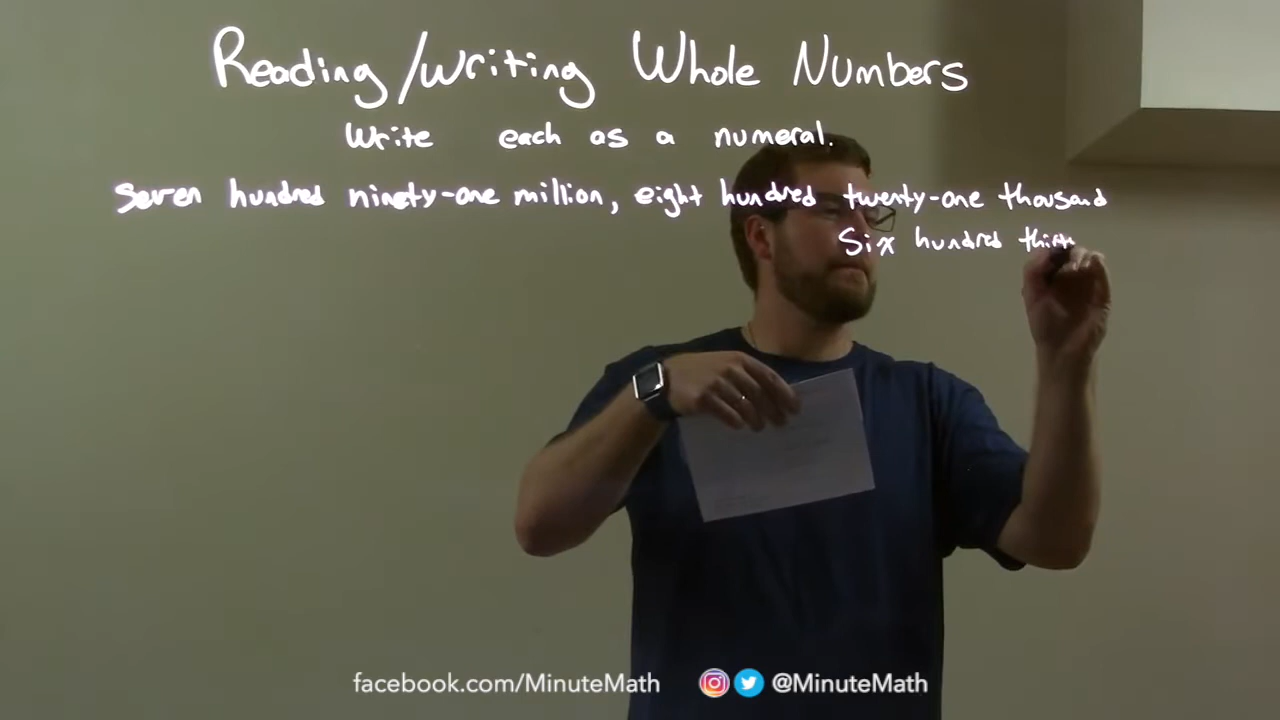 Reading/Writing Whole Numbers
Write each as a numeral.
Seven hundred ninety-one million, eight hundred twenty-one thousand
Six hundred
facebook.com/MinuteMath @MinuteMath